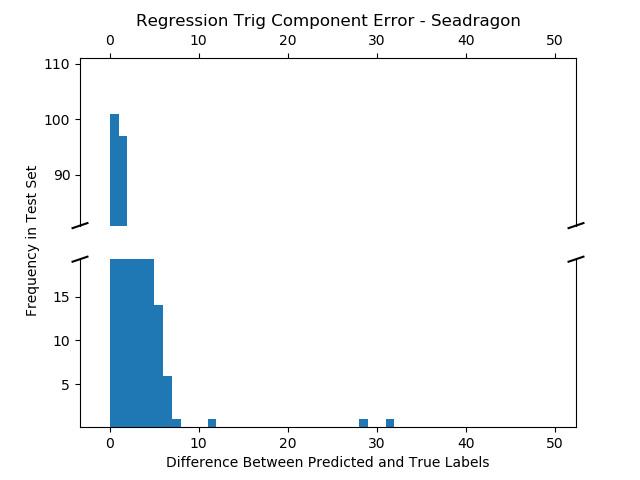 Regression Trig Component Error - Seadragon
0 10 20 30 40 50
110
100
90
Frequency in Test Set
15
10
5
0 10 20 30 40 50
Difference Between Predicted and True Labels